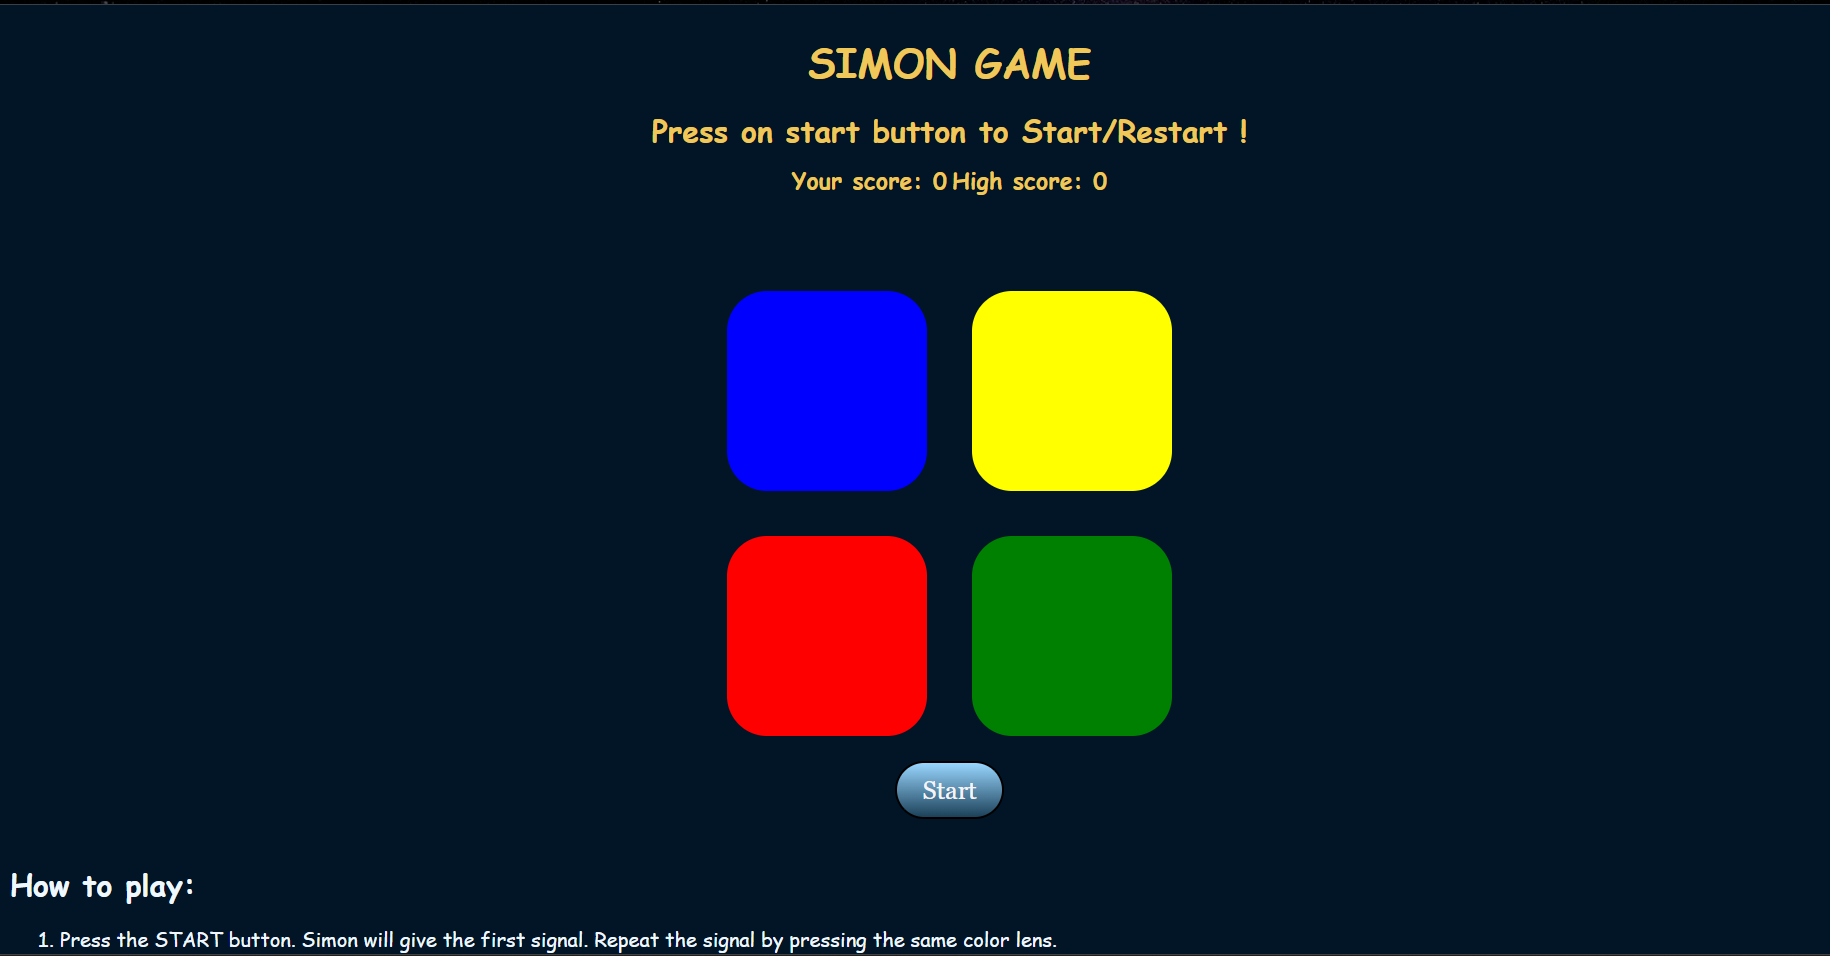 SIMON GAME
Press on start button to Start/Restart !
Your score: 0 High score: 0
Start
How to play:
1. Press the START button. Simon will give the first signal. Repeat the signal by pressing the same color lens.